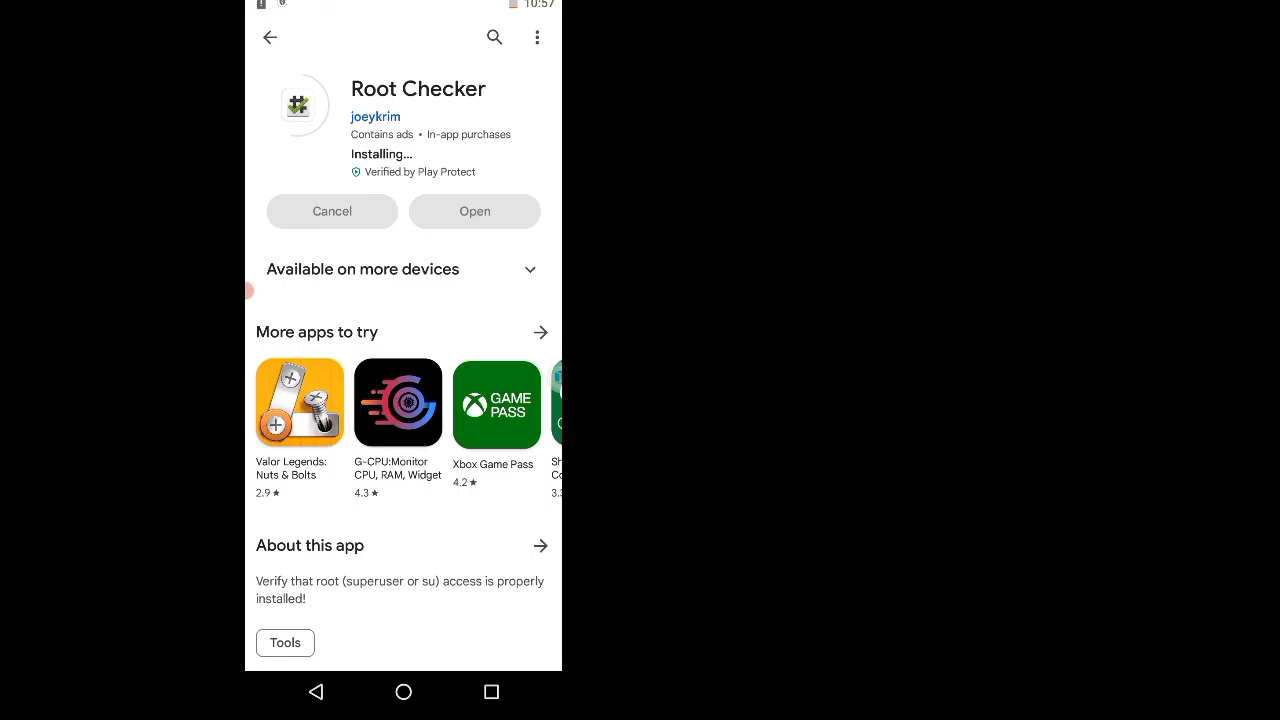 10:57
Root Checker
joeykrim
Contains ads • In-app purchases
Installing...
Verified by Play Protect
Cancel
Open
Available on more devices
More apps to try
GAME
PASS
Valor Legends:
Nuts & Bolts
2.9 ★
G-CPU:Monitor
CPU, RAM, Widget
4.3 ★
Xbox Game Pass
4.2 ★
About this app
Verify that root (superuser or su) access is properly
installed!
Tools